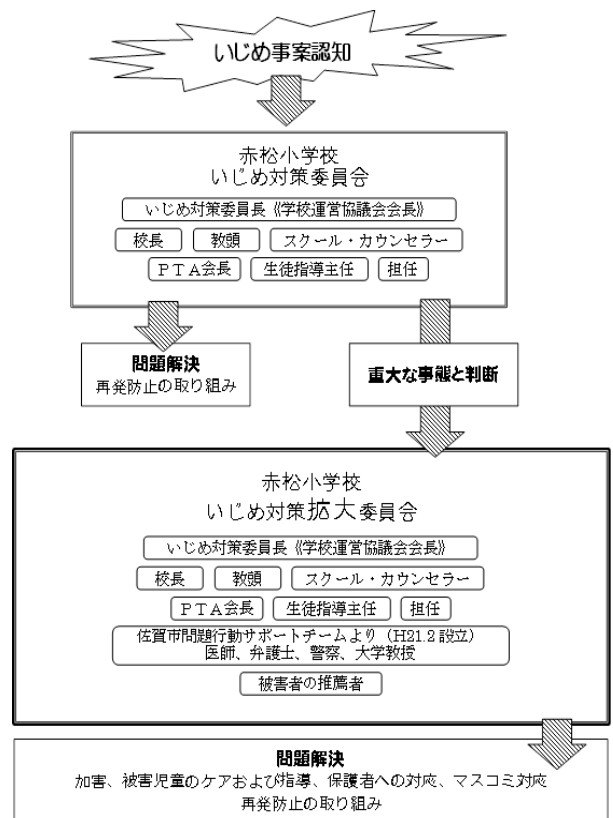 いじめ事案認知
赤松小学校
いじめ対策委員会
いじめ対策委員長《学校運営協議会会長》
校長 教頭 スクール・カウンセラー
PTA会長 生徒指導主任 担任
問題解決
再発防止の取り組み
重大な事態と判断
赤松小学校
いじめ対策拡大委員会
いじめ対策委員長《学校運営協議会会長》
校長 教頭 スクール・カウンセラー
PTA会長 生徒指導主任 担任
佐賀市問題行動サポートチームより(H21.2設立)
医師、弁護士、警察、大学教授
被害者の推薦者
問題解決
加害、被害児童のケアおよび指導、保護者への対応、マスコミ対応
再発防止の取り組み